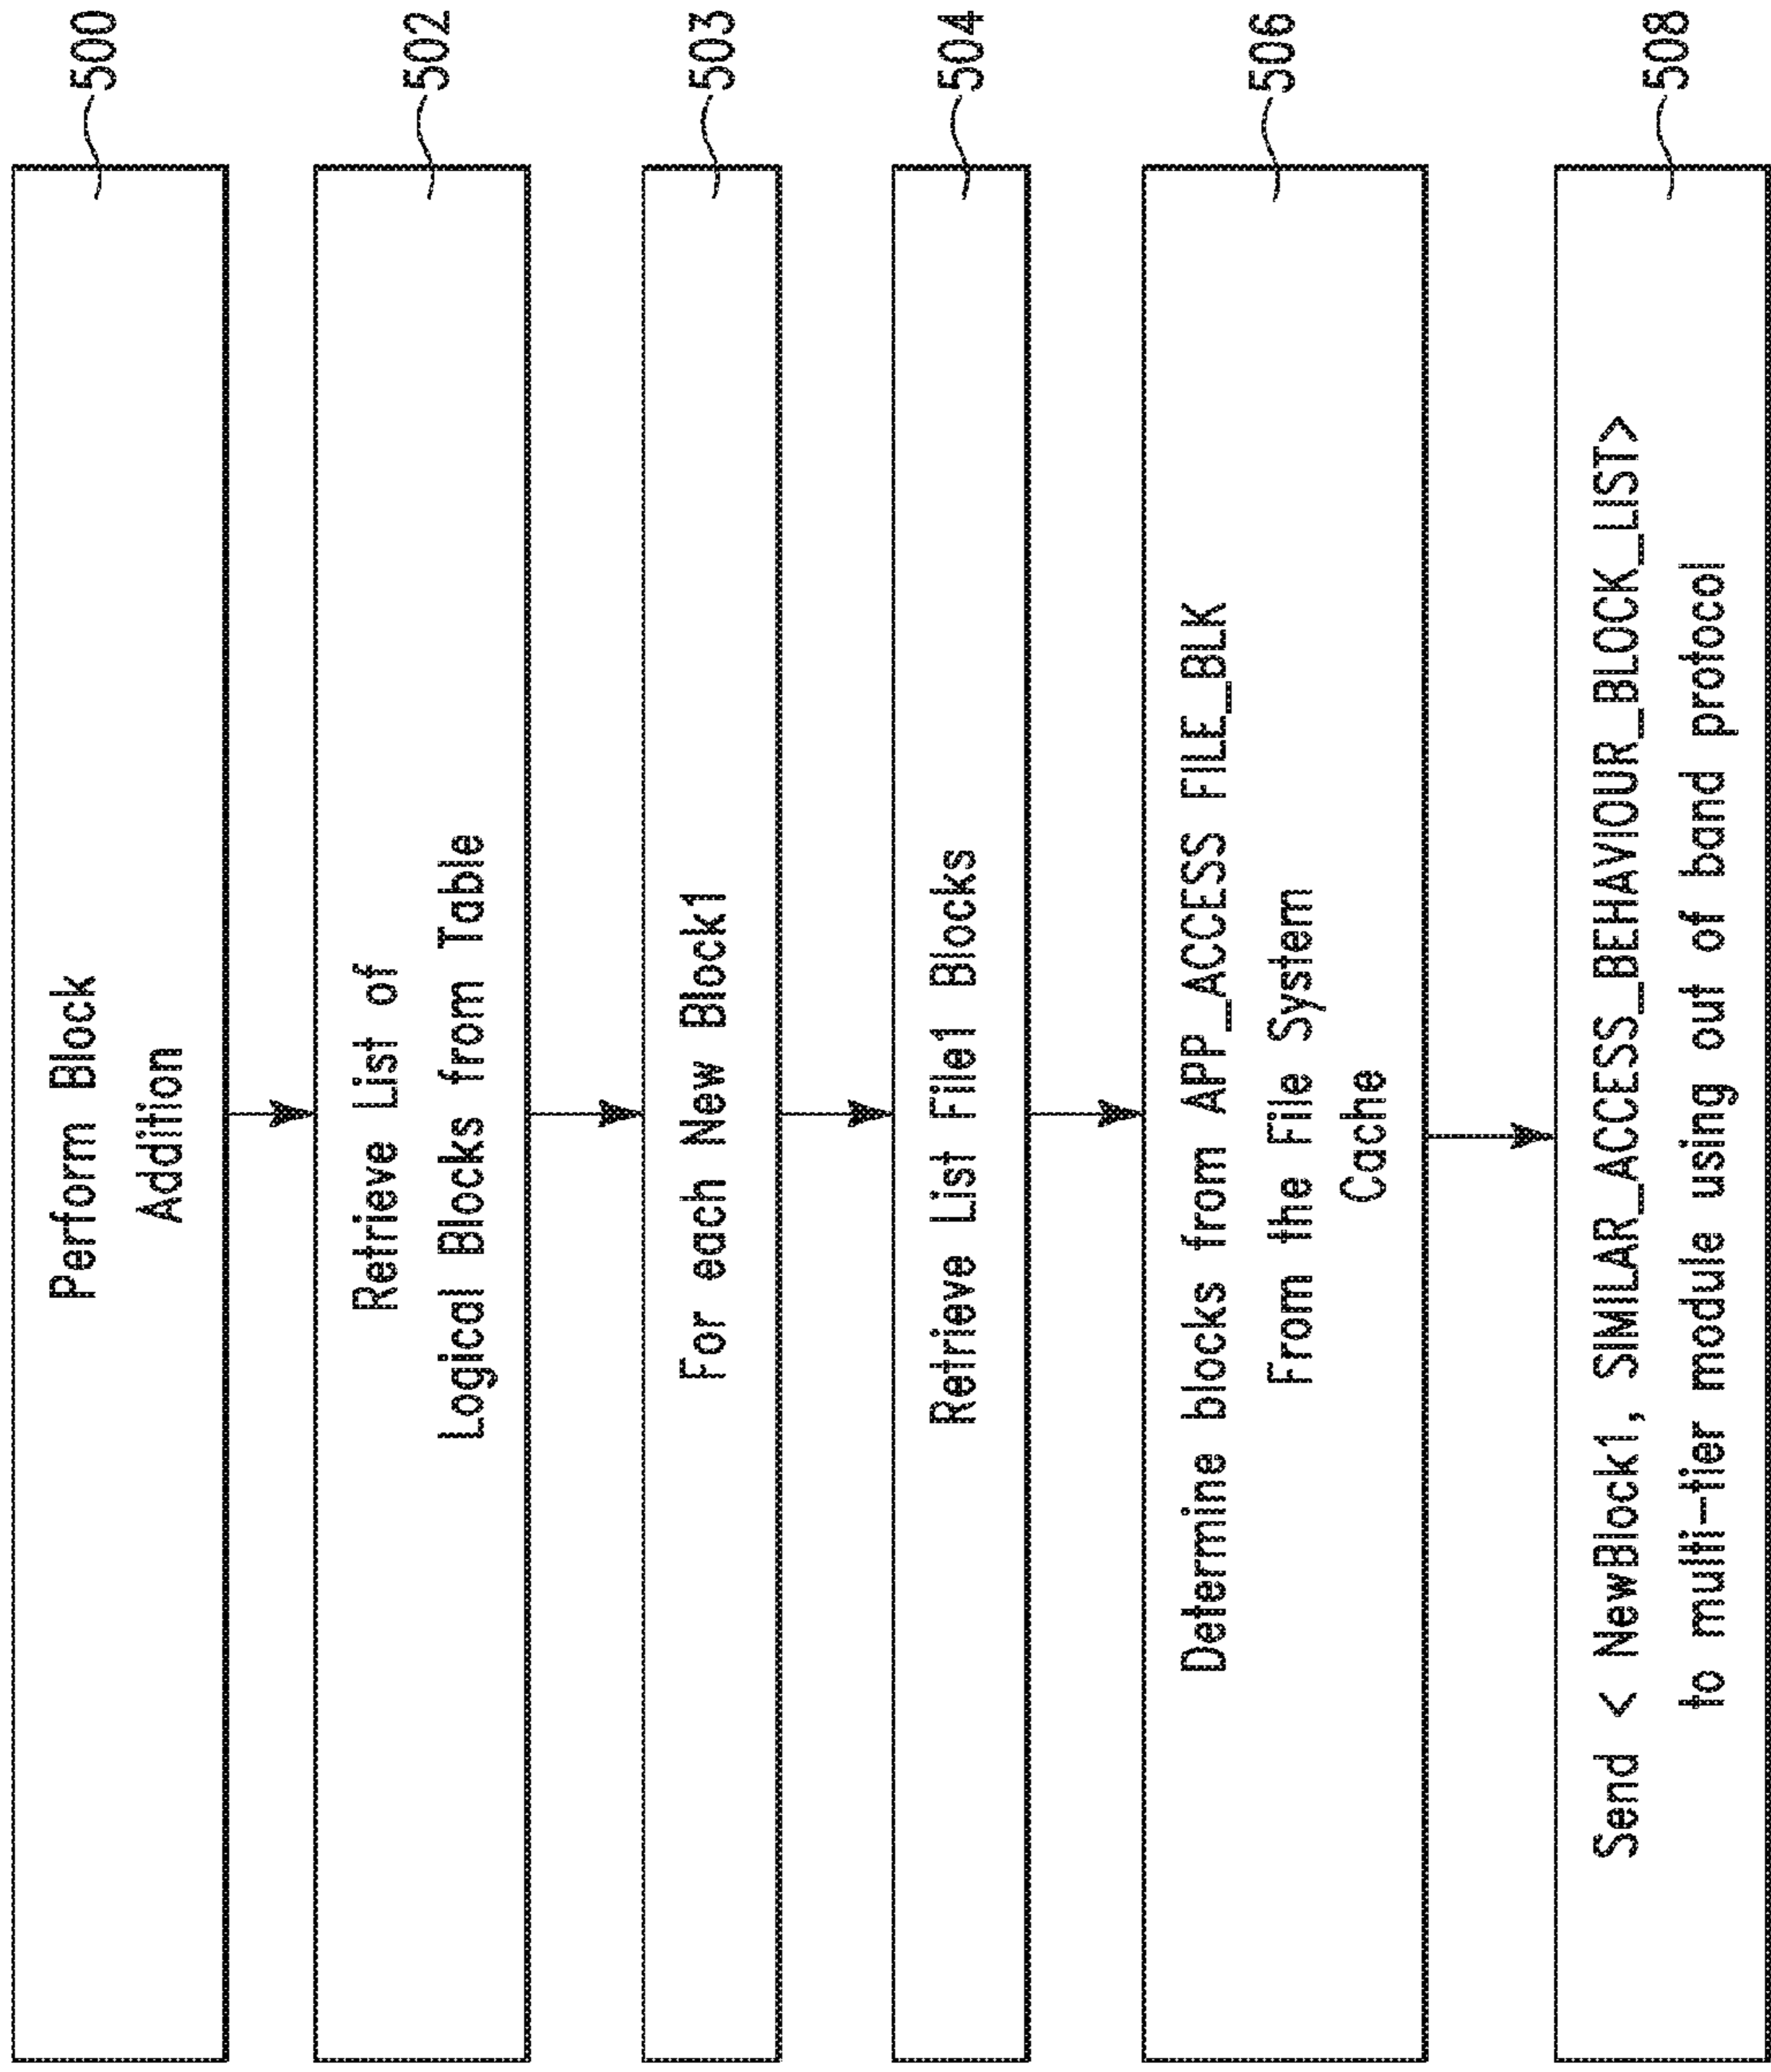 Perform Block
Addition
500
Retrieve List of
Logical Blocks from Table
502
For each New Block1
503
Retrieve List File1 Blocks
504
Determine blocks from APP_ACCESS FILE_BLK
From the File System
Cache
506
Send < NewBlock1, SIMILAR_ACCESS_BEHAVIOUR_BLOCK_LIST>
to multi-tier module using out of band protocol
508